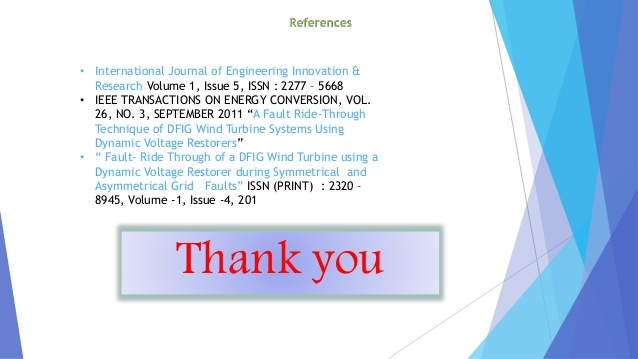 References
• International Journal of Engineering Innovation &
Research Volume 1, Issue 5, ISSN : 2277 – 5668
• IEEE TRANSACTIONS ON ENERGY CONVERSION, VOL.
26, NO. 3, SEPTEMBER 2011 “A Fault Ride-Through
Technique of DFIG Wind Turbine Systems Using
Dynamic Voltage Restorers”
• “ Fault- Ride Through of a DFIG Wind Turbine using a
Dynamic Voltage Restorer during Symmetrical and
Asymmetrical Grid Faults” ISSN (PRINT) : 2320 –
8945, Volume -1, Issue -4, 201
Thank you